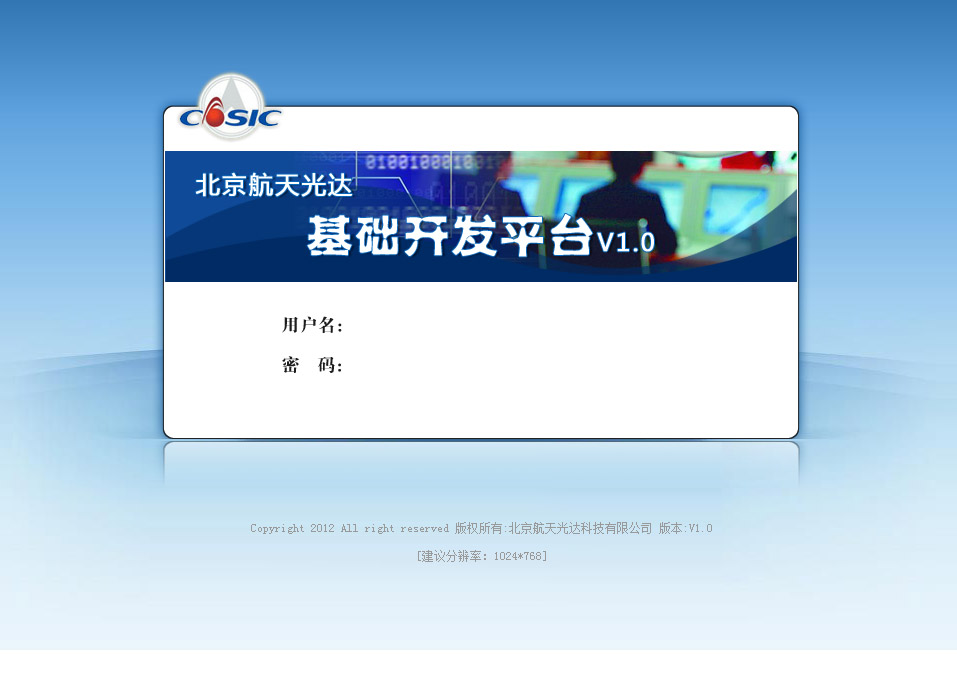 COSIC
010010001001
北京航天光达
基础开发平台V1.0
用户名:
密 码:
Copyright 2012 All right reserved 版权所有:北京航天光达科技有限公司 版本:V1.0
[建议分辨率: 1024*768]